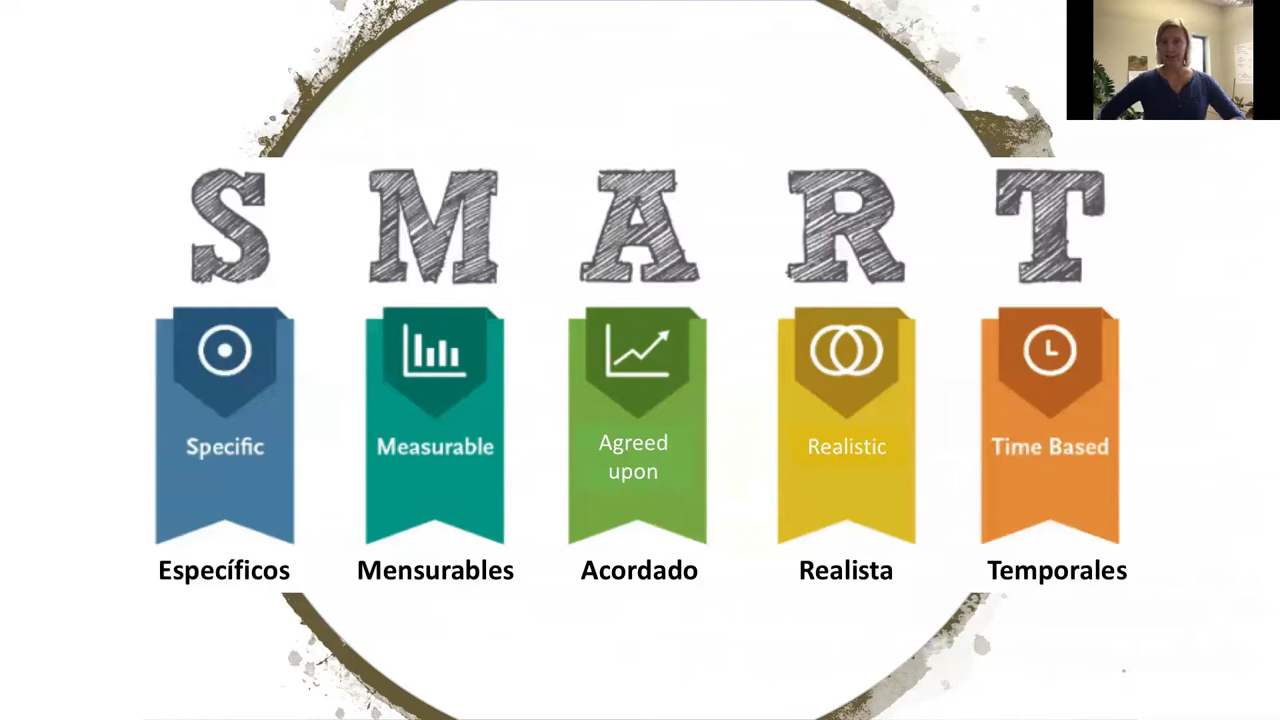 S M A R T
Specific
Measurable
Agreed
upon
Realistic
Time Based
Específicos
Mensurables
Acordado
Realista
Temporales